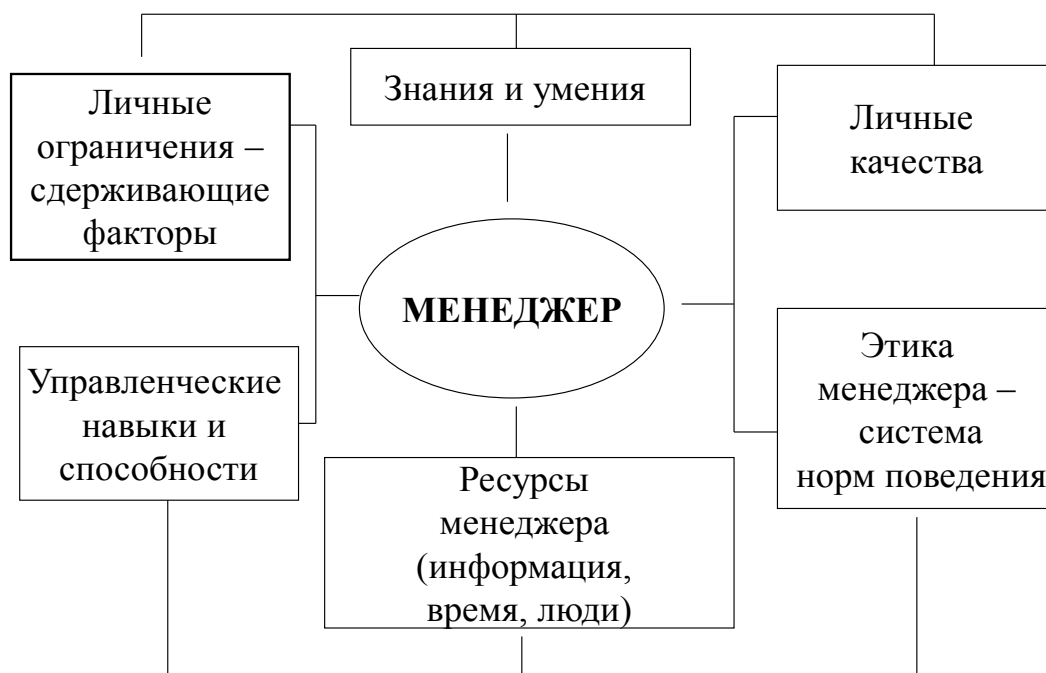 Личные
ограничения –
сдерживающие
факторы
Знания и умения
Личные
качества
МЕНЕДЖЕР
Управленческие
навыки и
способности
Ресурсы
менеджера
(информация,
время, люди)
Этика
менеджера –
система
норм поведения